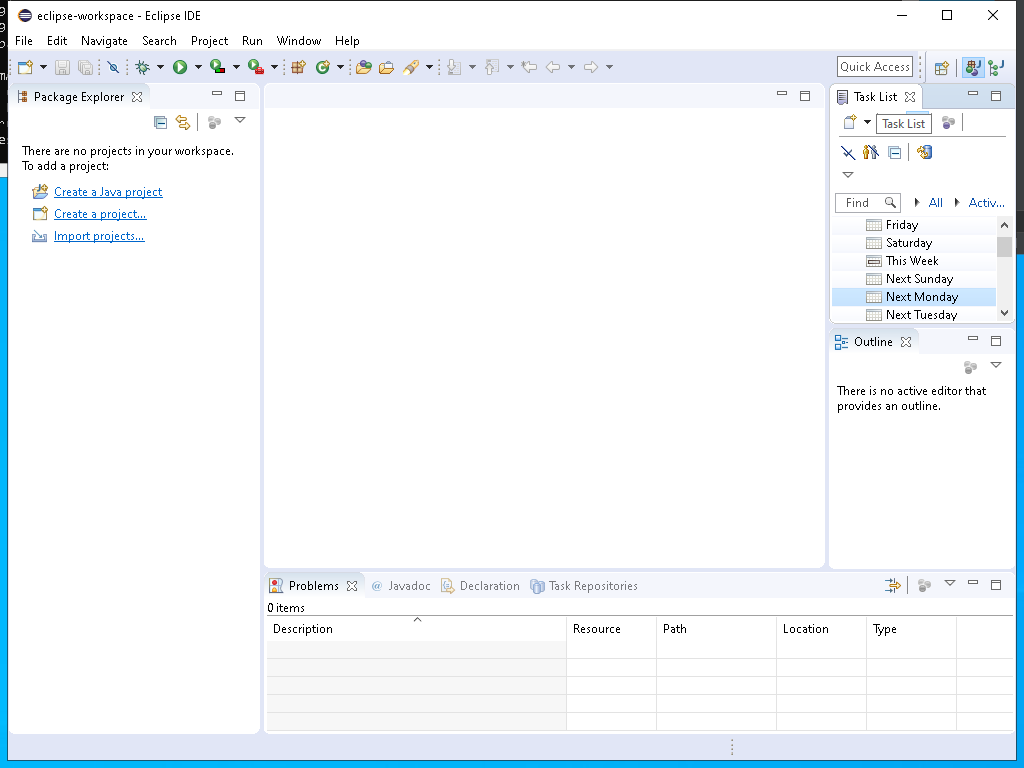 eclipse-workspace - Eclipse IDE
File Edit Navigate Search Project Run Window Help
Quick Access
Package Explorer
There are no projects in your workspace.
To add a project:
Create a Java project
Create a project...
Import projects...
Task List
Task List
Find
All
Activ...
Friday
Saturday
This Week
Next Sunday
Next Monday
Next Tuesday
Outline
There is no active editor that
provides an outline.
Problems @ Javadoc Declaration Task Repositories
0 items
Description Resource Path Location Type